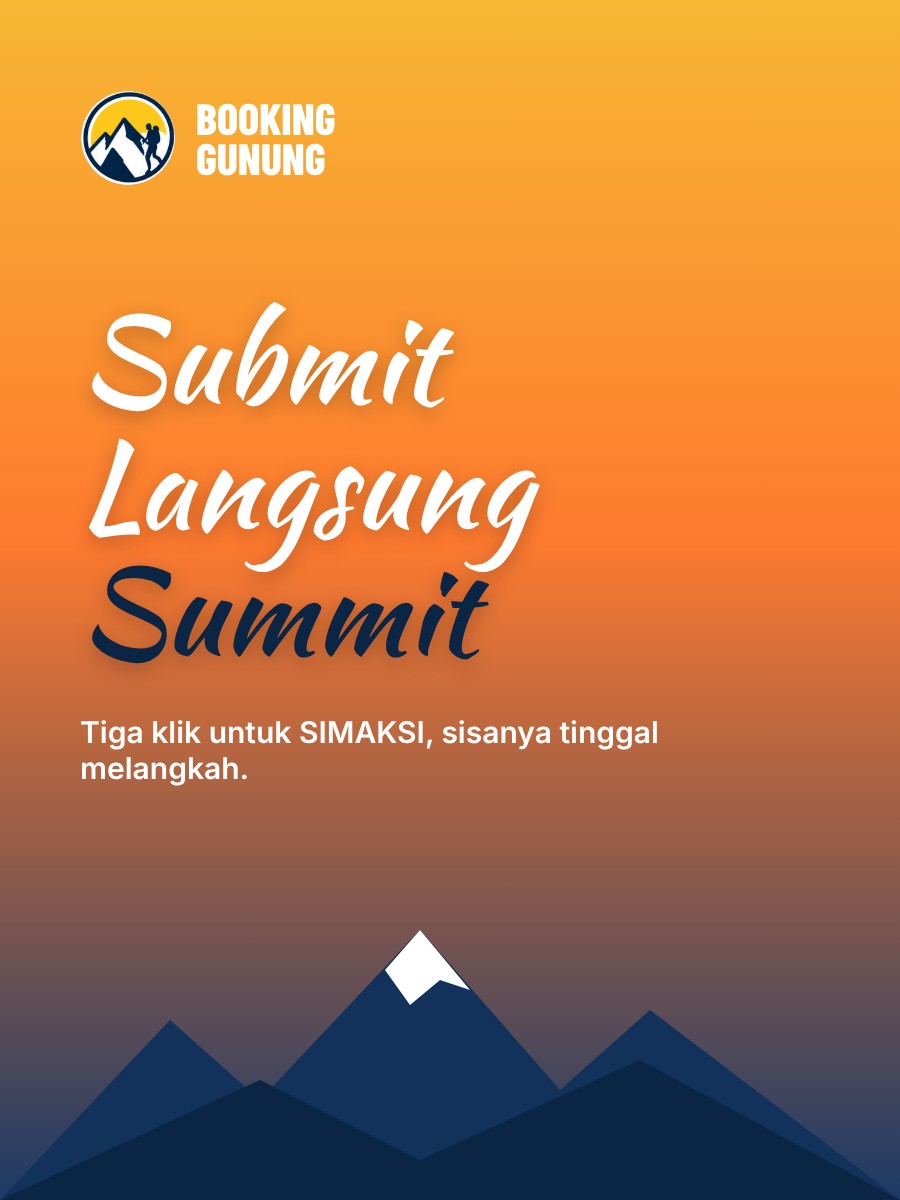 BOOKING
GUNUNG
Submit
Langsung
Summit
Tiga klik untuk SIMAKSI, sisanya tinggal
melangkah.